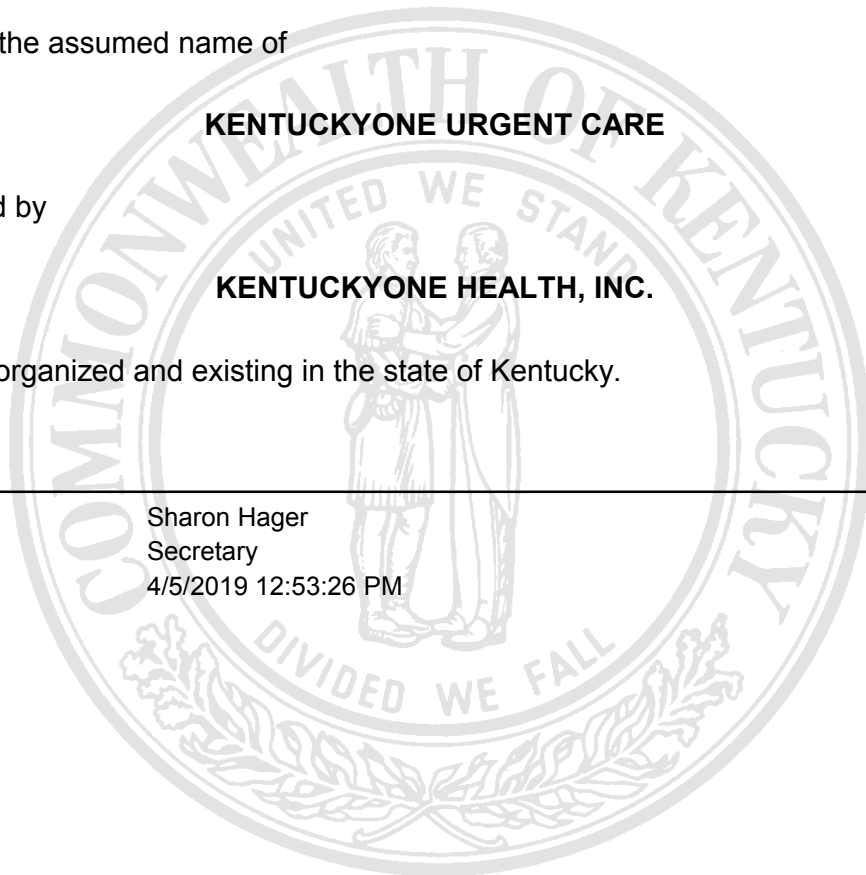 the assumed name of
KENTUCKYONE URGENT CARE
d by
KENTUCKYONE HEALTH, INC.
organized and existing in the state of Kentucky.
Sharon Hager
Secretary
4/5/2019 12:53:26 PM
COMMONWEALTH OF KENTUCKY
UNITED WE STAND
DIVIDED WE FALL